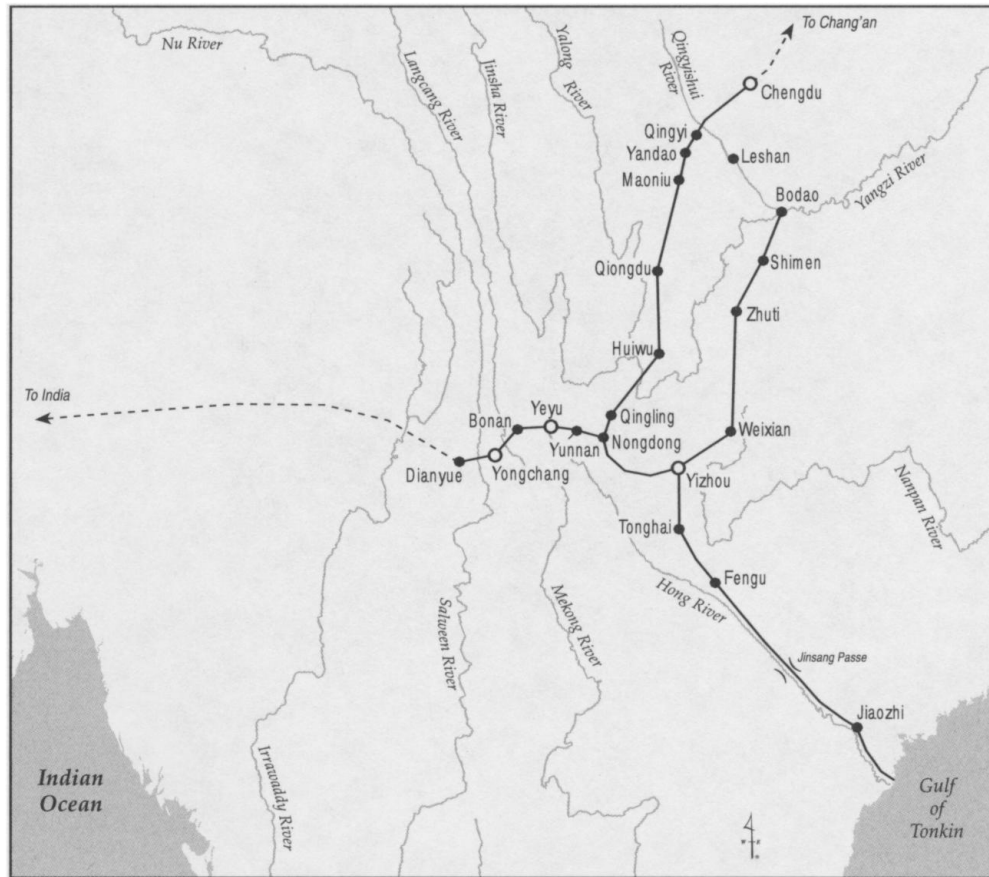 To Chang'an
Nu River
Langcang River
Jinsha River
Yalong
River
Qingyishui
River
Chengdu
Qingyi
Yandao
Maoniu
Leshan
Bodao
Yangzi River
Shimen
Qiongdu
Zhuti
Huiwu
To India
Bonan
Yeyu
Qingling
Yunnan
Nongdong
Weixian
Dianyue
Yongchang
Yizhou
Nanpan
River
Tonghai
Fengu
Hong River
Salween River
Mekong River
Jinsang Passe
Jiaozhi
Irrawaddy River
Indian
Ocean
Gulf
of
Tonkin